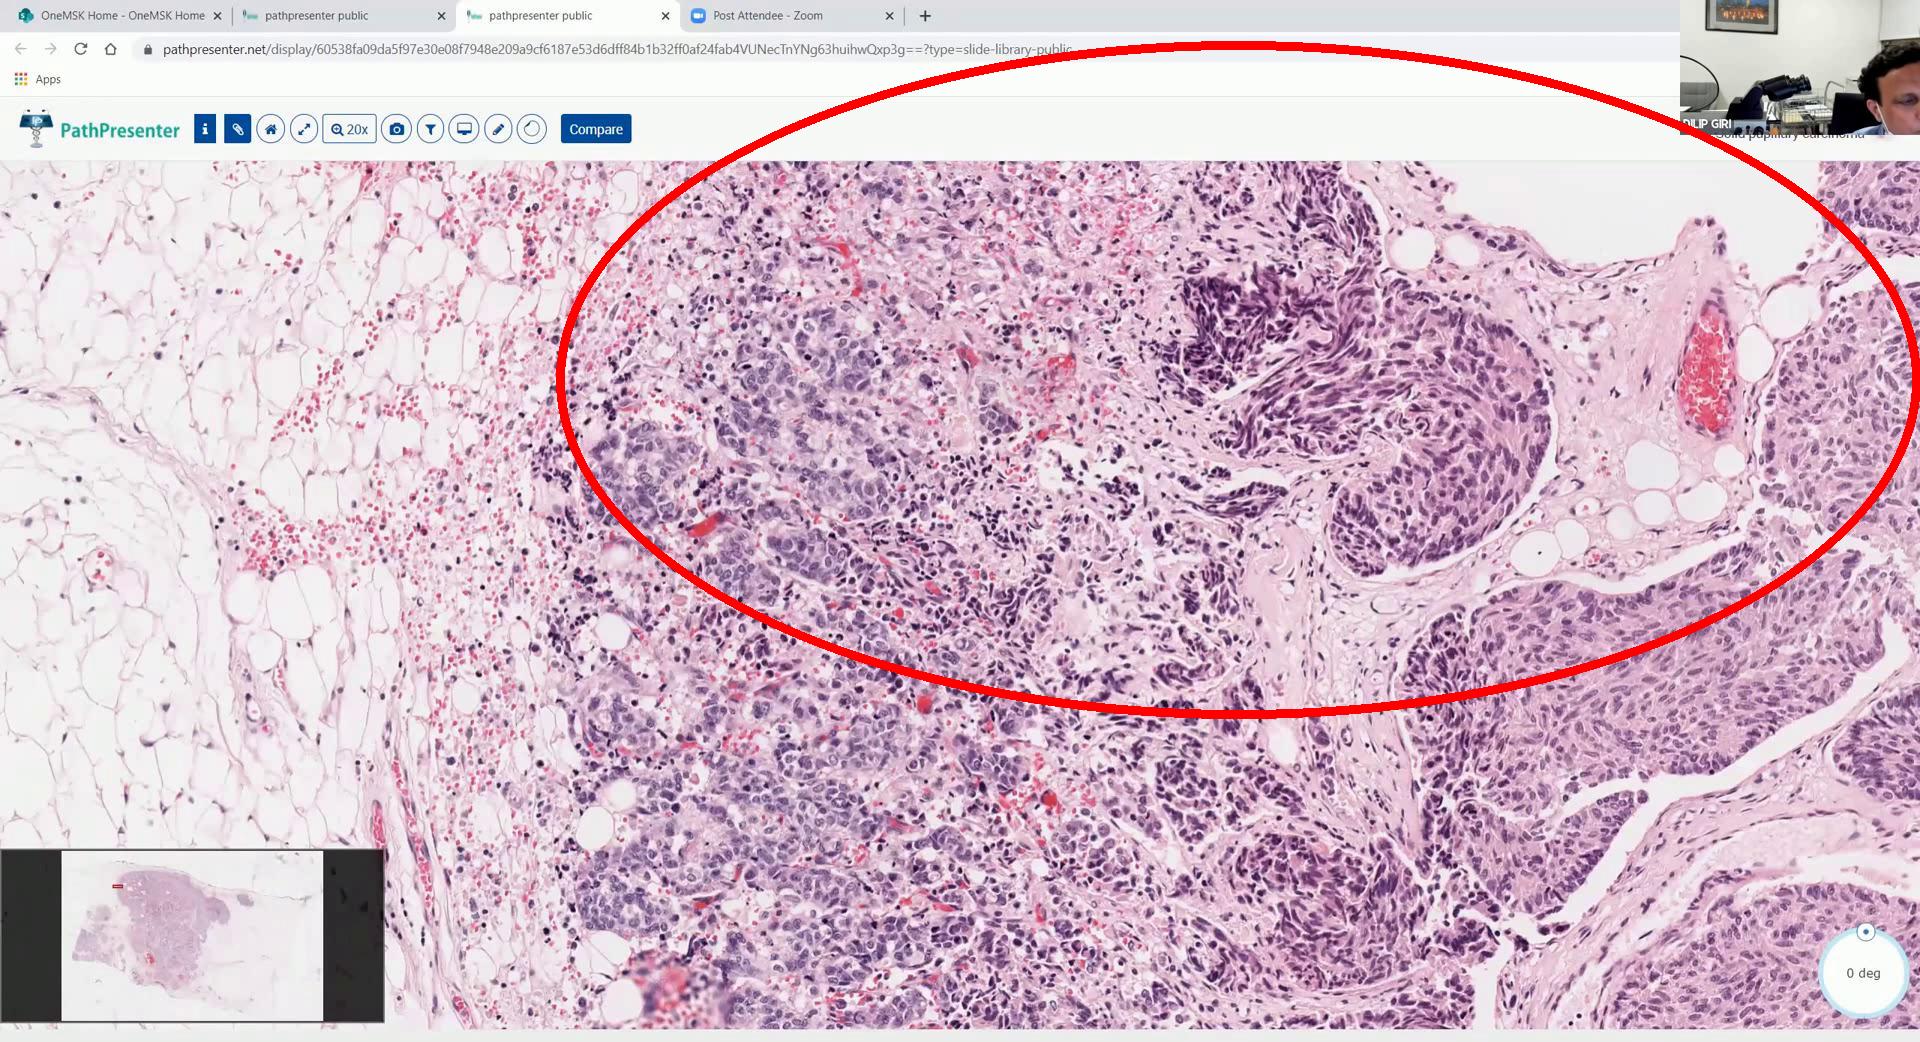 OneMSK Home - OneMSK Home
pathpresenter public
pathpresenter public
Post Attendee - Zoom
pathpresenter.net/display/60538fa09da5f97e30e08f7948e209a9cf6187e53d6dff84b1b32ff0af24fab4VUNecTnYNg63huihwQxp3g==?type=slide-library-public
Apps
PathPresenter
20x
Compare
DILIP GIRI
Solid papillary carcinoma
0 deg